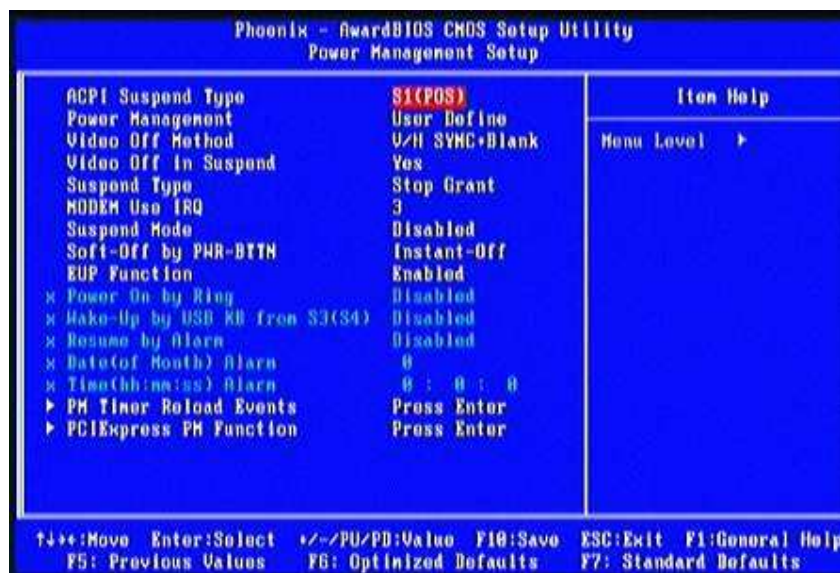 Phoenix - AwardBIOS CMOS Setup Utility
Power Management Setup
ACPI Suspend Type S1(POS)
Power Management User Define
Video Off Method V/H SYNC+Blank
Video Off In Suspend Yes
Suspend Type Stop Grant
MODEM Use IRQ 3
Suspend Mode Disabled
Soft-Off by PWR-BTTN Instant-Off
EUP Function Enabled
x Power On by Ring Disabled
x Wake-Up by USB KB from S3(S4) Disabled
x Resume by Alarm Disabled
x Date(of Month) Alarm 0
x Time(hh:mm:ss) Alarm 0 : 0 : 0
▶ PM Timer Reload Events Press Enter
▶ PCIExpress PM Function Press Enter
Item Help
Menu Level ▶
↑↓→←:Move Enter:Select +/-/PU/PD:Value F10:Save ESC:Exit F1:General Help
F5: Previous Values F6: Optimized Defaults F7: Standard Defaults